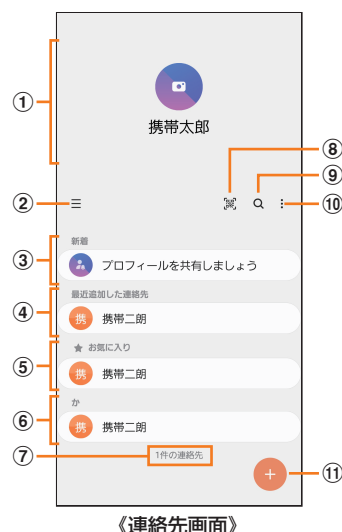 ①
携帯太郎
⑧
⑨
②
⑩
新着
③
プロフィールを共有しましょう
最近追加した連絡先
④
携 携帯二朗
★ お気に入り
⑤
携 携帯二朗
か
⑥
携 携帯二朗
⑦
1件の連絡先
+
⑪
《連絡先画面》